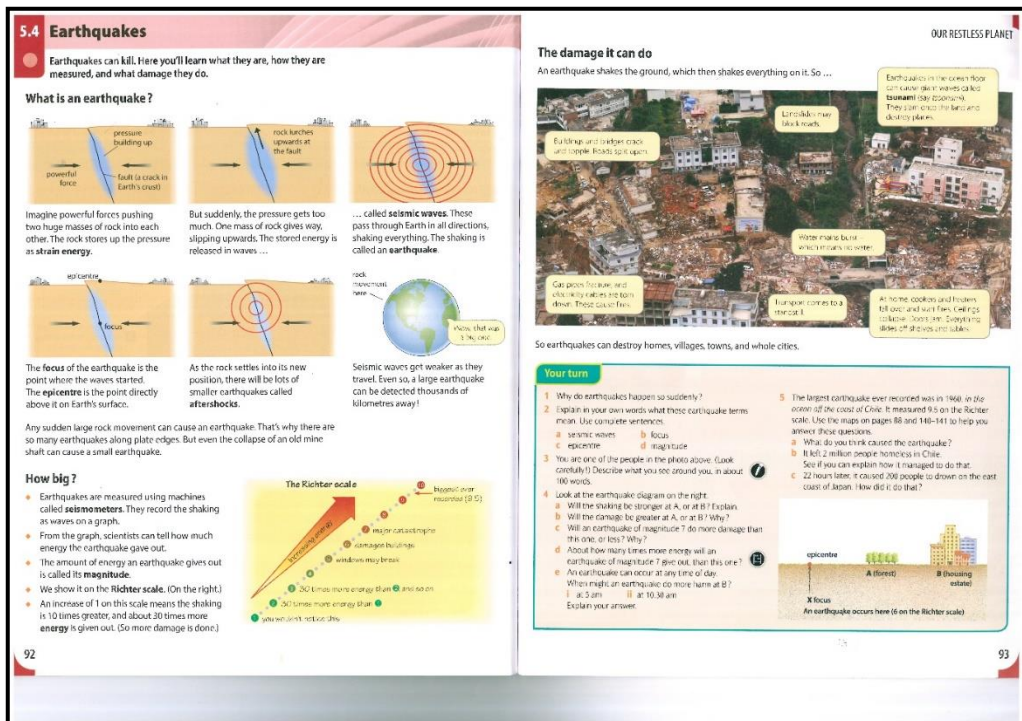 5.4 Earthquakes
Earthquakes can kill. Here you'll learn what they are, how they are
measured, and what damage they do.
What is an earthquake?
pressure
building up
powerful
force
fault (a crack in
Earth's crust)
rock lurches
upwards at
the fault
Imagine powerful forces pushing
two huge masses of rock into each
other. The rock stores up the pressure
as strain energy.
But suddenly, the pressure gets too
much. One mass of rock gives way,
slipping upwards. The stored energy is
released in waves ...
... called seismic waves. These
pass through Earth in all directions,
shaking everything. The shaking is
called an earthquake.
epicentre
focus
rock
movement
here
Wow, that was
a big one.
The focus of the earthquake is the
point where the waves started.
The epicentre is the point directly
above it on Earth's surface.
As the rock settles into its new
position, there will be lots of
smaller earthquakes called
aftershocks.
Seismic waves get weaker as they
travel. Even so, a large earthquake
can be detected thousands of
kilometres away!
Any sudden large rock movement can cause an earthquake. That's why there are
so many earthquakes along plate edges. But even the collapse of an old mine
shaft can cause a small earthquake.
How big?
Earthquakes are measured using machines
called seismometers. They record the shaking
as waves on a graph.
From the graph, scientists can tell how much
energy the earthquake gave out.
The amount of energy an earthquake gives out
is called its magnitude.
We show it on the Richter scale. (On the right.)
An increase of 1 on this scale means the shaking
is 10 times greater, and about 30 times more
energy is given out. (So more damage is done.)
The Richter scale
increasing energy
biggest ever
recorded (9.5)
major catastrophe
damages buildings
windows may break
30 times more energy than 2 and so on
30 times more energy than 1
you won't notice this
92
OUR RESTLESS PLANET
The damage it can do
An earthquake shakes the ground, which then shakes everything on it. So ...
Earthquakes in the ocean floor
can cause giant waves called
tsunami (say tsoonami).
They slam onto the land and
destroy places.
Landslides may
block roads.
Buildings and bridges crack
and topple. Roads split open.
Water mains burst
which means no water.
Gas pipes fracture, and
electricity cables are torn
down. These cause fires.
Transport comes to a
standstill.
At home, cookers and heaters
fall over and start fires. Ceilings
collapse. Doors jam. Everything
slides off shelves and tables.
So earthquakes can destroy homes, villages, towns, and whole cities.
Your turn
1 Why do earthquakes happen so suddenly?
2 Explain in your own words what these earthquake terms
mean. Use complete sentences.
a seismic waves b focus
c epicentre d magnitude
3 You are one of the people in the photo above. (Look
carefully!) Describe what you see around you, in about
100 words.
4 Look at the earthquake diagram on the right.
a Will the shaking be stronger at A, or at B? Explain.
b Will the damage be greater at A, or at B? Why?
c Will an earthquake of magnitude 7 do more damage than
this one, or less? Why?
d About how many times more energy will an
earthquake of magnitude 7 give out, than this one?
e An earthquake can occur at any time of day.
When might an earthquake do more harm at B?
i at 5 am ii at 10.38 am
Explain your answer.
5 The largest earthquake ever recorded was in 1960, in the
ocean off the coast of Chile. It measured 9.5 on the Richter
scale. Use the maps on pages 88 and 140–141 to help you
answer these questions.
a What do you think caused the earthquake?
b It left 2 million people homeless in Chile.
See if you can explain how it managed to do that.
c 22 hours later, it caused 200 people to drown on the east
coast of Japan. How did it do that?
epicentre
A (forest)
B (housing
estate)
X focus
An earthquake occurs here (6 on the Richter scale)
93